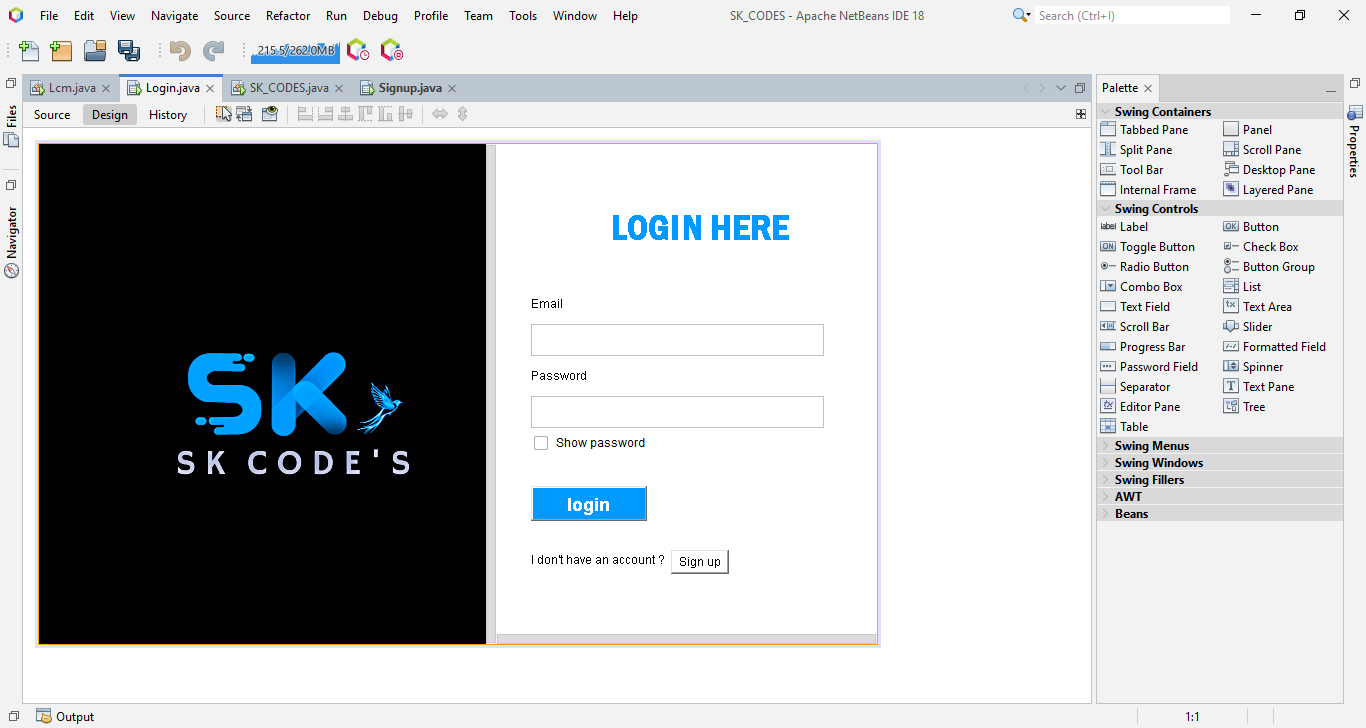 File Edit View Navigate Source Refactor Run Debug Profile Team Tools Window Help SK_CODES - Apache NetBeans IDE 18 Search (Ctrl+I)
215.5/262.0MB
Lcm.java Login.java SK_CODES.java Signup.java
Source Design History
Files
Navigator
SK
SK CODE'S
LOGIN HERE
Email
Password
Show password
login
I don't have an account ? Sign up
Palette
Swing Containers
Tabbed Pane Panel
Split Pane Scroll Pane
Tool Bar Desktop Pane
Internal Frame Layered Pane
Swing Controls
label Label OK Button
ON Toggle Button Check Box
Radio Button Button Group
Combo Box List
Text Field Text Area
Scroll Bar Slider
Progress Bar Formatted Field
Password Field Spinner
Separator T Text Pane
Editor Pane Tree
Table
Swing Menus
Swing Windows
Swing Fillers
AWT
Beans
Properties
Output 1:1